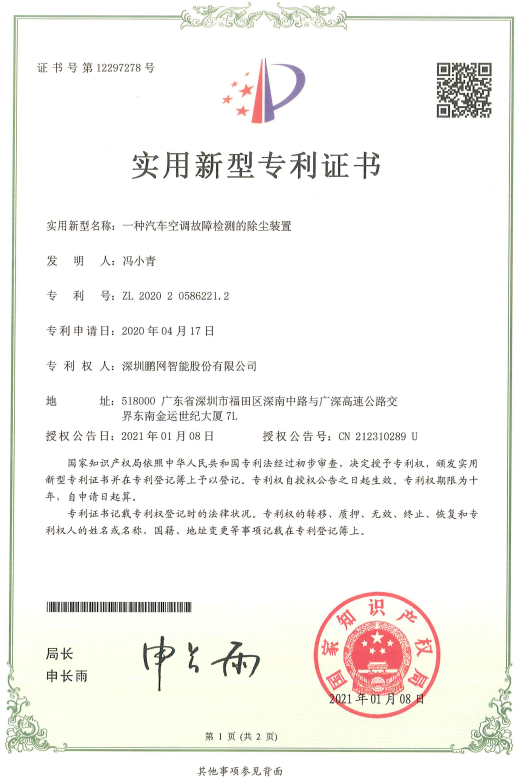 证书号第12297278号
实用新型专利证书
实用新型名称：一种汽车空调故障检测的除尘装置
发 明 人：冯小青
专 利 号：ZL 2020 2 0586221.2
专利申请日：2020年04月17日
专 利 权 人：深圳鹏网智能股份有限公司
地 址：518000 广东省深圳市福田区深南中路与广深高速公路交
界东南金运世纪大厦7L
授权公告日：2021年01月08日 授权公告号：CN 212310289 U
国家知识产权局依照中华人民共和国专利法经过初步审查，决定授予专利权，颁发实用
新型专利证书并在专利登记簿上予以登记。专利权自授权公告之日起生效。专利权期限为十
年，自申请日起算。
专利证书记载专利权登记时的法律状况。专利权的转移、质押、无效、终止、恢复和专
利权人的姓名或名称、国籍、地址变更等事项记载在专利登记簿上。
局长
申长雨
申长雨
国家知识产权局
2021年01月08日
第 1 页 (共 2 页)
其他事项参见背面